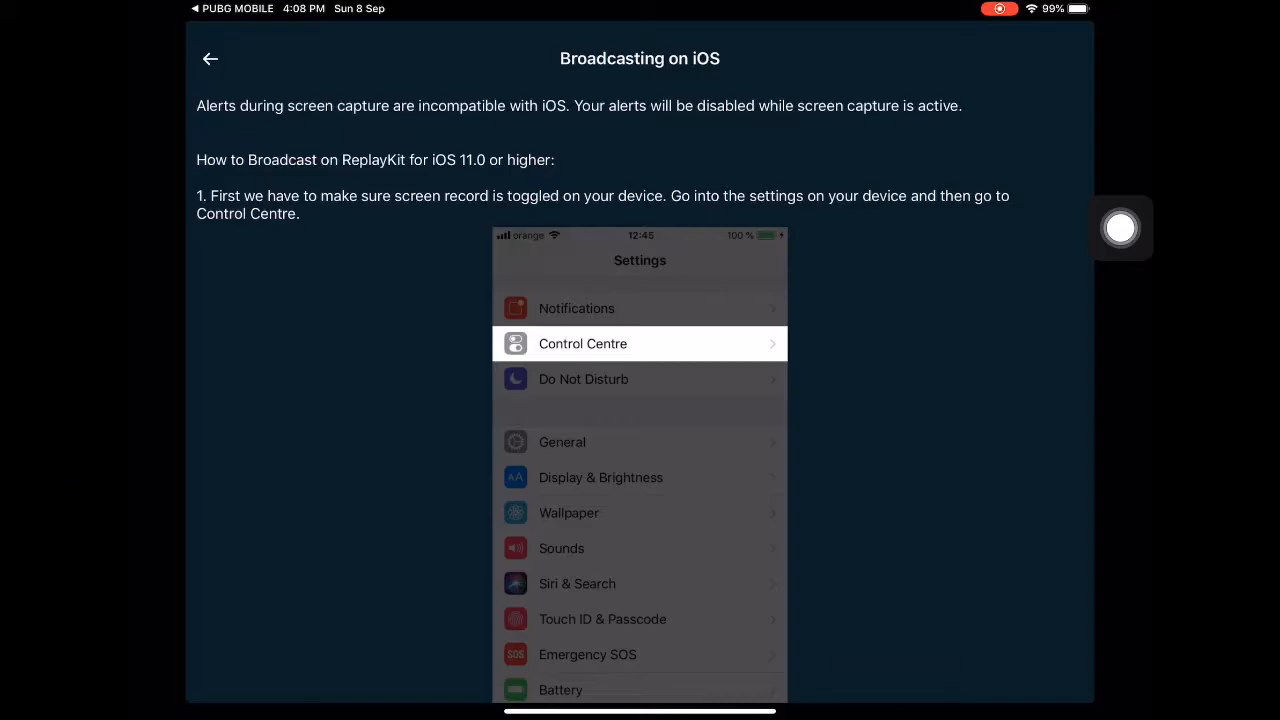 ◀ PUBG MOBILE 4:08 PM Sun 8 Sep 99%
Broadcasting on iOS
Alerts during screen capture are incompatible with iOS. Your alerts will be disabled while screen capture is active.
How to Broadcast on ReplayKit for iOS 11.0 or higher:
1. First we have to make sure screen record is toggled on your device. Go into the settings on your device and then go to
Control Centre.
orange 12:45 100 %
Settings
Notifications
Control Centre
Do Not Disturb
General
AA Display & Brightness
Wallpaper
Sounds
Siri & Search
Touch ID & Passcode
SOS Emergency SOS
Battery